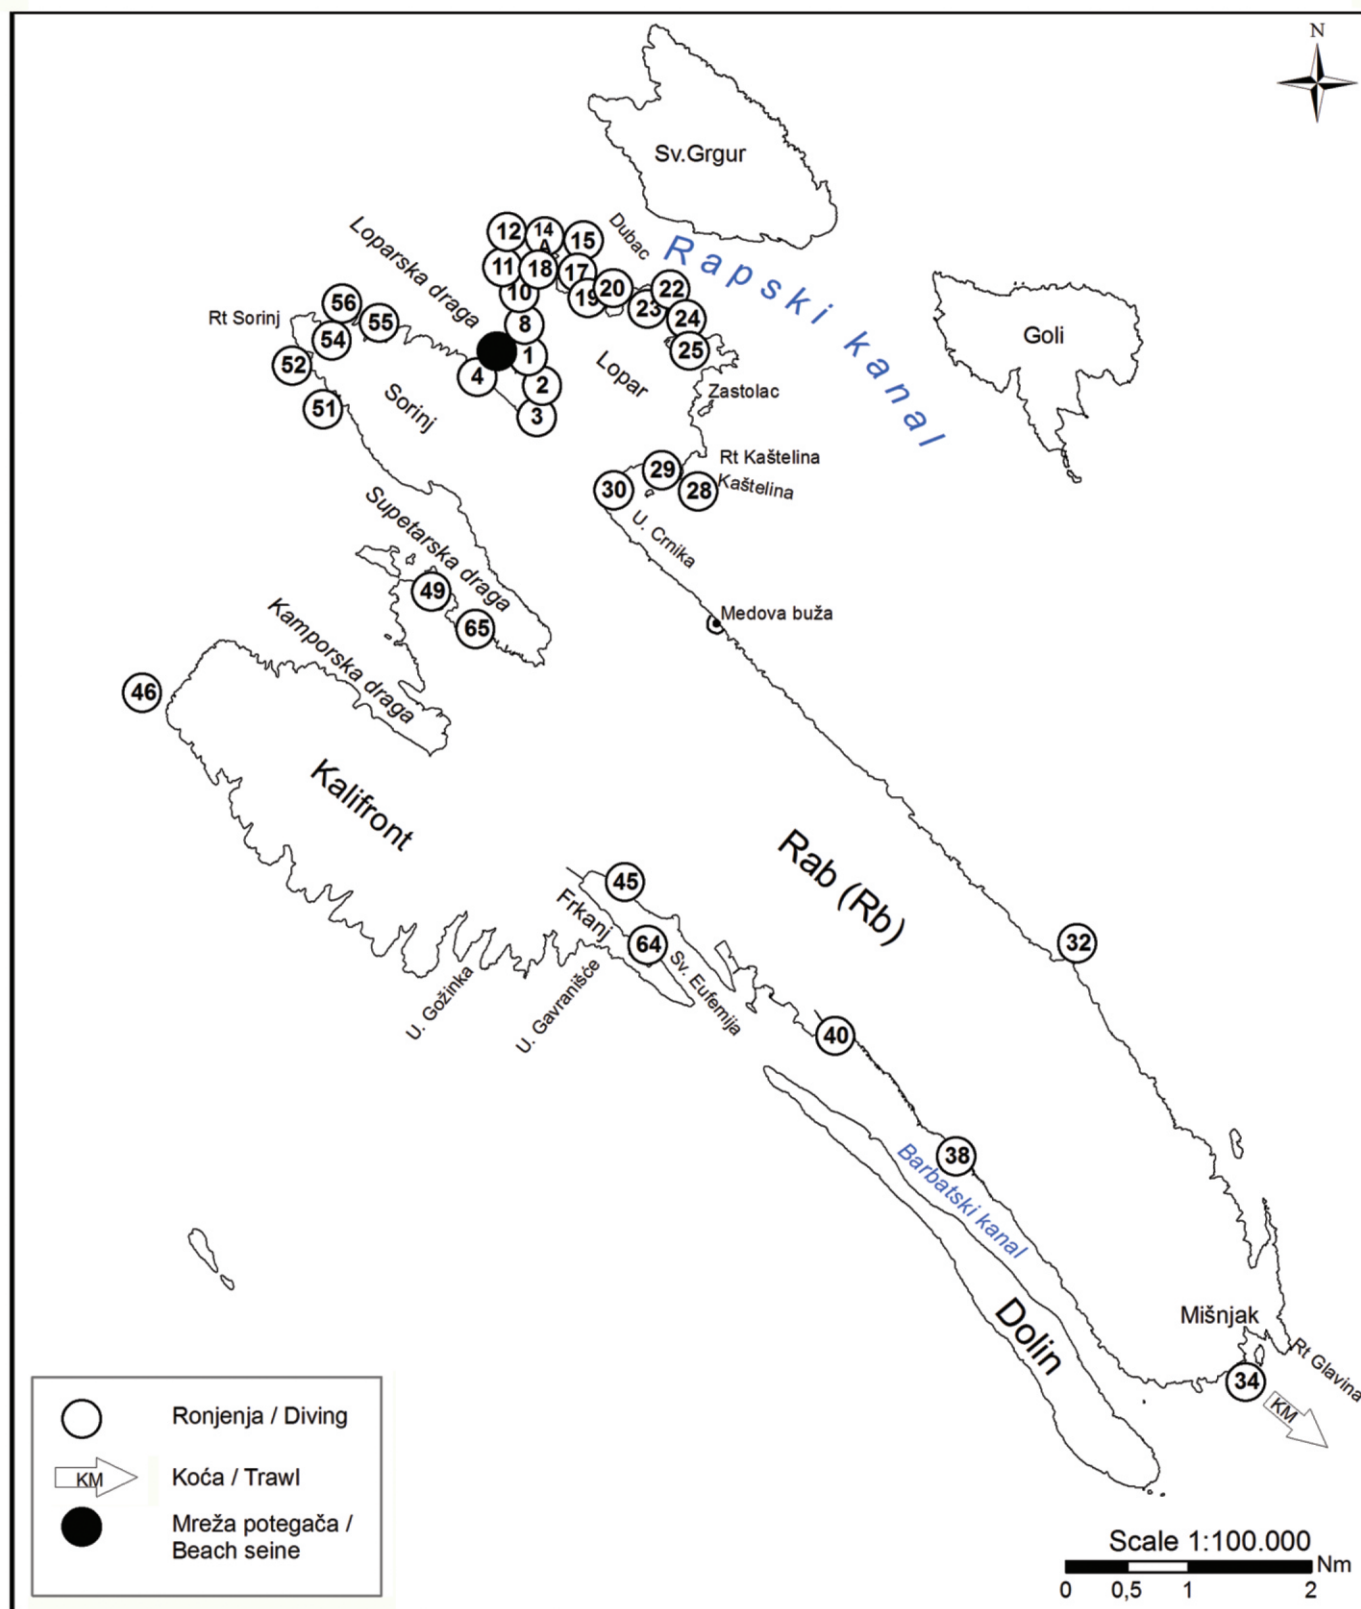 N
Sv.Grgur
Dubac
Rapski kanal
Goli
Loparska draga
12
14
A
15
11
18
17
10
19
20
22
23
24
25
8
1
4
2
3
Rt Sorinj
56
55
54
52
51
Sorinj
Lopar
Zastolac
Rt Kaštelina
29
30
28
Kaštelina
U. Crnika
Supetarska draga
49
65
Medova buža
Kamporska draga
46
Kalifront
Rab (Rb)
45
Frkanj
64
Sv. Eufemija
32
U. Gožinka
U. Gavranišće
40
38
Barbatski kanal
Dolin
Mišnjak
Rt Glavina
34
KM
Ronjenja / Diving
KM
Koća / Trawl
Mreža potegača /
Beach seine
Scale 1:100.000
Nm
0 0,5 1 2